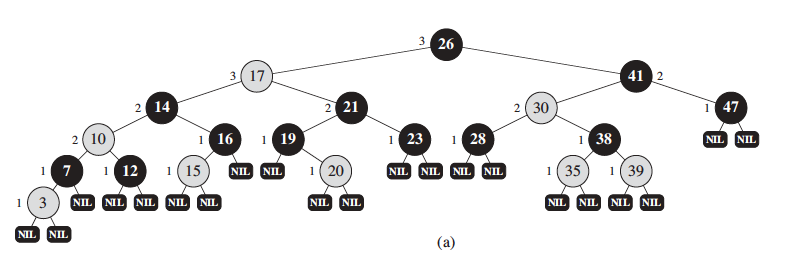 3 26
3 17 41 2
2 14 2 21 2 30 1 47
2 10 1 16 1 19 1 23 1 28 1 38 NIL NIL
1 7 1 12 1 15 NIL NIL 1 20 NIL NIL NIL NIL 1 35 1 39
1 3 NIL NIL NIL NIL NIL NIL NIL NIL NIL NIL NIL
NIL NIL
(a)